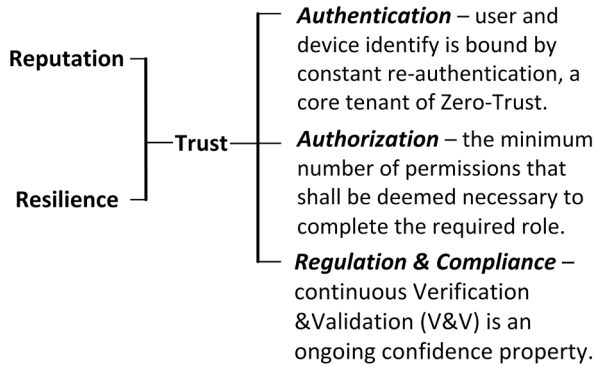 Reputation
Resilience
Trust
Authentication – user and
device identify is bound by
constant re-authentication, a
core tenant of Zero-Trust.
Authorization – the minimum
number of permissions that
shall be deemed necessary to
complete the required role.
Regulation & Compliance –
continuous Verification
&Validation (V&V) is an
ongoing confidence property.